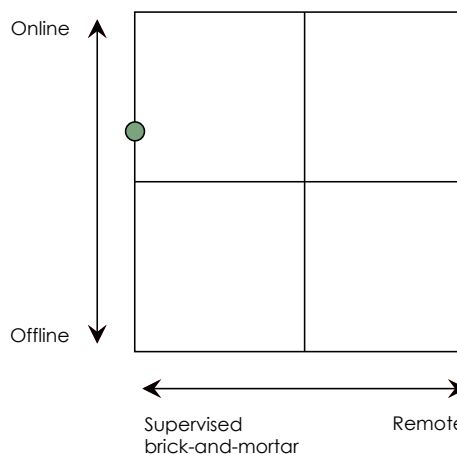 Online
Offline
Supervised
brick-and-mortar
Remote